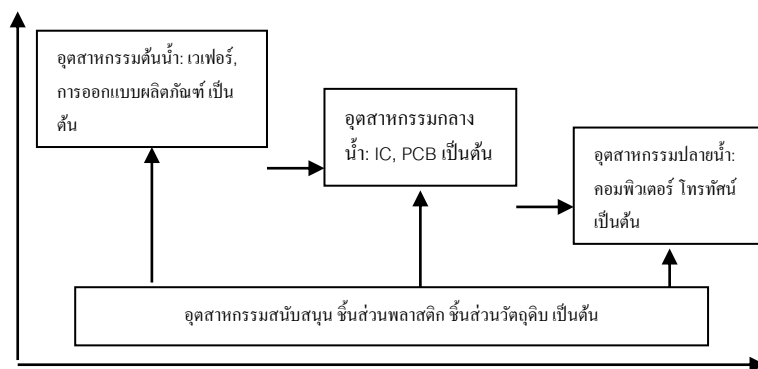 อุตสาหกรรมต้นน้ำ: เวเฟอร์,
การออกแบบผลิตภัณฑ์ เป็น
ต้น
อุตสาหกรรมกลาง
น้ำ: IC, PCB เป็นต้น
อุตสาหกรรมปลายน้ำ:
คอมพิวเตอร์ โทรทัศน์
เป็นต้น
อุตสาหกรรมสนับสนุน ชิ้นส่วนพลาสติก ชิ้นส่วนวัตถุดิบ เป็นต้น